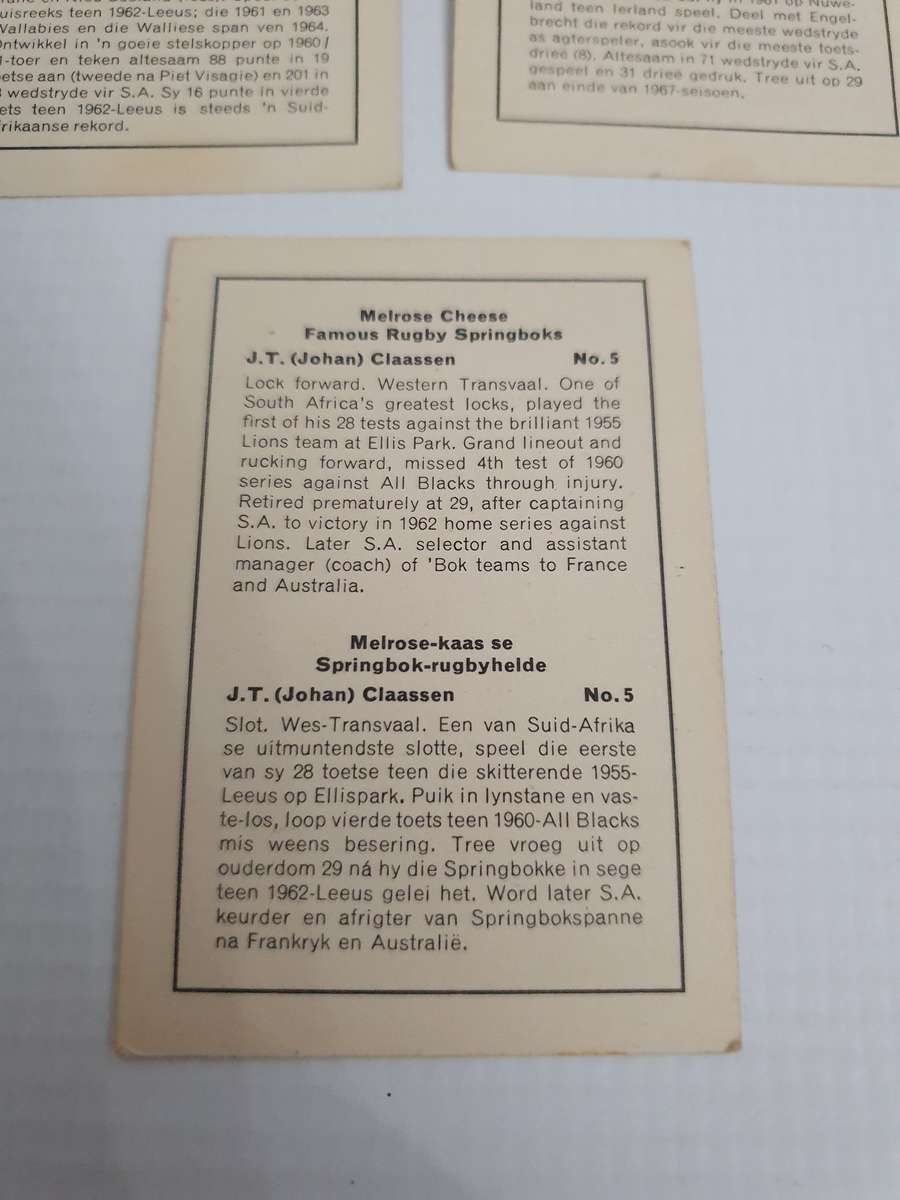 uisreeks teen 1962-Leeus; die 1961 en 1963
Wallabies en die Walliese span ven 1964.
Ontwikkel in 'n goeie stelskopper op 1960/
1-toer en teken altesaam 88 punte in 19
oetse aan (tweede na Piet Visagie) en 201 in
wedstryde vir S.A. Sy 16 punte in vierde
ets teen 1962-Leeus is steeds 'n Suid-
frikaanse rekord.
land teen Ierland speel. Deel met Engel-
brecht die rekord vir die meeste wedstryde
as agterspeler, asook vir die meeste toets-
drieë (8). Altesaam in 71 wedstryde vir S.A.
gespeel en 31 drieë gedruk. Tree uit op 29
aan einde van 1967-seisoen.
Melrose Cheese
Famous Rugby Springboks
J.T. (Johan) Claassen No. 5
Lock forward. Western Transvaal. One of
South Africa's greatest locks, played the
first of his 28 tests against the brilliant 1955
Lions team at Ellis Park. Grand lineout and
rucking forward, missed 4th test of 1960
series against All Blacks through injury.
Retired prematurely at 29, after captaining
S.A. to victory in 1962 home series against
Lions. Later S.A. selector and assistant
manager (coach) of 'Bok teams to France
and Australia.
Melrose-kaas se
Springbok-rugbyhelde
J.T. (Johan) Claassen No. 5
Slot. Wes-Transvaal. Een van Suid-Afrika
se uitmuntendste slotte, speel die eerste
van sy 28 toetse teen die skitterende 1955-
Leeus op Ellispark. Puik in lynstane en vas-
te-los, loop vierde toets teen 1960-All Blacks
mis weens besering. Tree vroeg uit op
ouderdom 29 ná hy die Springbokke in sege
teen 1962-Leeus gelei het. Word later S.A.
keurder en afrigter van Springbokspanne
na Frankryk en Australië.